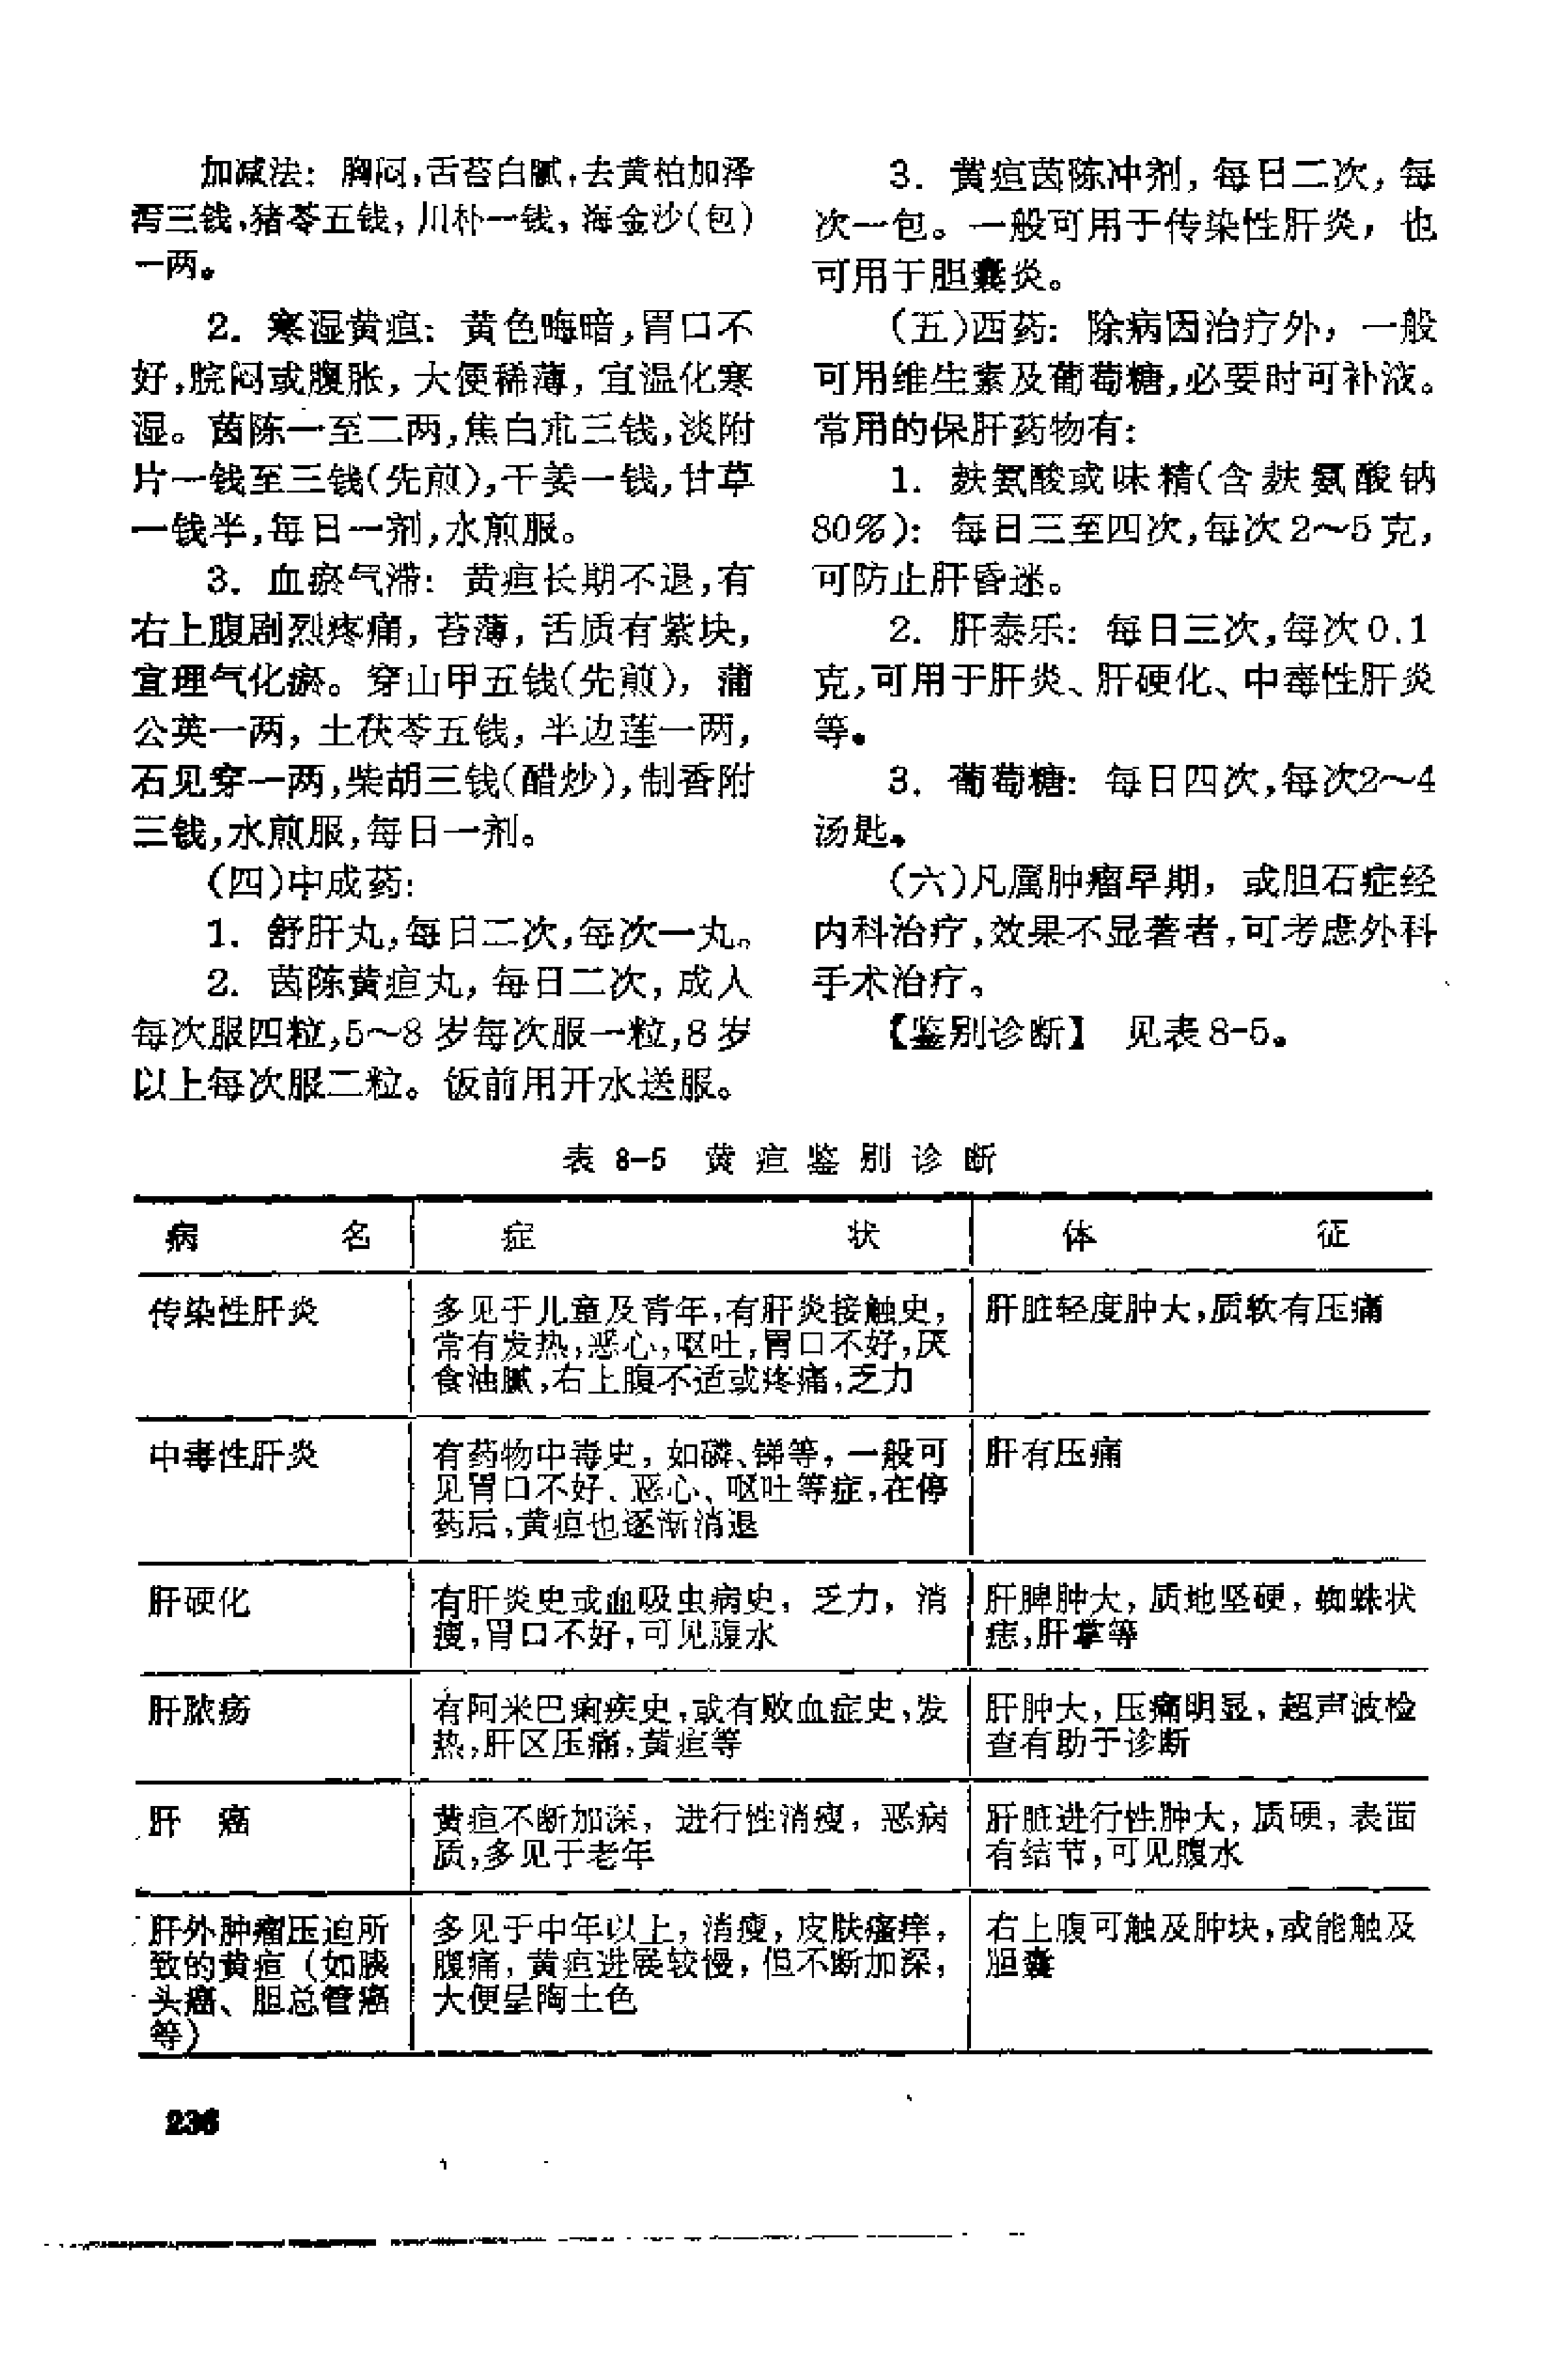 加减法：胸闷，舌苔白腻，去黄柏加泽
泻三钱，猪苓五钱，川朴一钱，海金沙（包）
一两。
2．寒湿黄疸：黄色晦暗，胃口不
好，脘闷或腹胀，大便稀薄，宜温化寒
湿。茵陈一至二两，焦白朮三钱，淡附
片一钱至三钱（先煎），干姜一钱，甘草
一钱半，每日一剂，水煎服。
3．血瘀气滞：黄疸长期不退，有
右上腹剧烈疼痛，苔薄，舌质有紫块，
宜理气化瘀。穿山甲五钱（先煎），蒲
公英一两，土茯苓五钱，半边莲一两，
石见穿一两，柴胡三钱（醋炒），制香附
三钱，水煎服，每日一剂。
（四）中成药：
1．舒肝丸，每日二次，每次一丸。
2．茵陈黄疸丸，每日二次，成人
每次服四粒，5～8岁每次服一粒，8岁
以上每次服二粒。饭前用开水送服。
3．黄疸茵陈冲剂，每日二次，每
次一包。一般可用于传染性肝炎，也
可用于胆囊炎。
（五）西药：除病因治疗外，一般
可用维生素及葡萄糖，必要时可补液。
常用的保肝药物有：
1．麸氨酸或味精（含麸氨酸钠
80%）：每日三至四次，每次2～5克，
可防止肝昏迷。
2．肝泰乐：每日三次，每次0.1
克，可用于肝炎、肝硬化、中毒性肝炎
等。
3．葡萄糖：每日四次，每次2～4
汤匙。
（六）凡属肿瘤早期，或胆石症经
内科治疗，效果不显著者，可考虑外科
手术治疗。
【鉴别诊断】 见表8-5。
表 8-5 黄疸鉴别诊断
病名 症状 体征
传染性肝炎
多见于儿童及青年，有肝炎接触史，
常有发热，恶心，呕吐，胃口不好，厌
食油腻，右上腹不适或疼痛，乏力
肝脏轻度肿大，质软有压痛
中毒性肝炎
有药物中毒史，如磷、锑等，一般可
见胃口不好、恶心、呕吐等症，在停
药后，黄疸也逐渐消退
肝有压痛
肝硬化
有肝炎史或血吸虫病史，乏力，消
瘦，胃口不好，可见腹水
肝脾肿大，质地坚硬，蜘蛛状
痣，肝掌等
肝脓疡
有阿米巴痢疾史，或有败血症史，发
热，肝区压痛，黄疸等
肝肿大，压痛明显，超声波检
查有助于诊断
肝 癌
黄疸不断加深，进行性消瘦，恶病
质，多见于老年
肝脏进行性肿大，质硬，表面
有结节，可见腹水
肝外肿瘤压迫所
致的黄疸（如胰
头癌、胆总管癌
等）
多见于中年以上，消瘦，皮肤瘙痒，
腹痛，黄疸进展较慢，但不断加深，
大便呈陶土色
右上腹可触及肿块，或能触及
胆囊
236